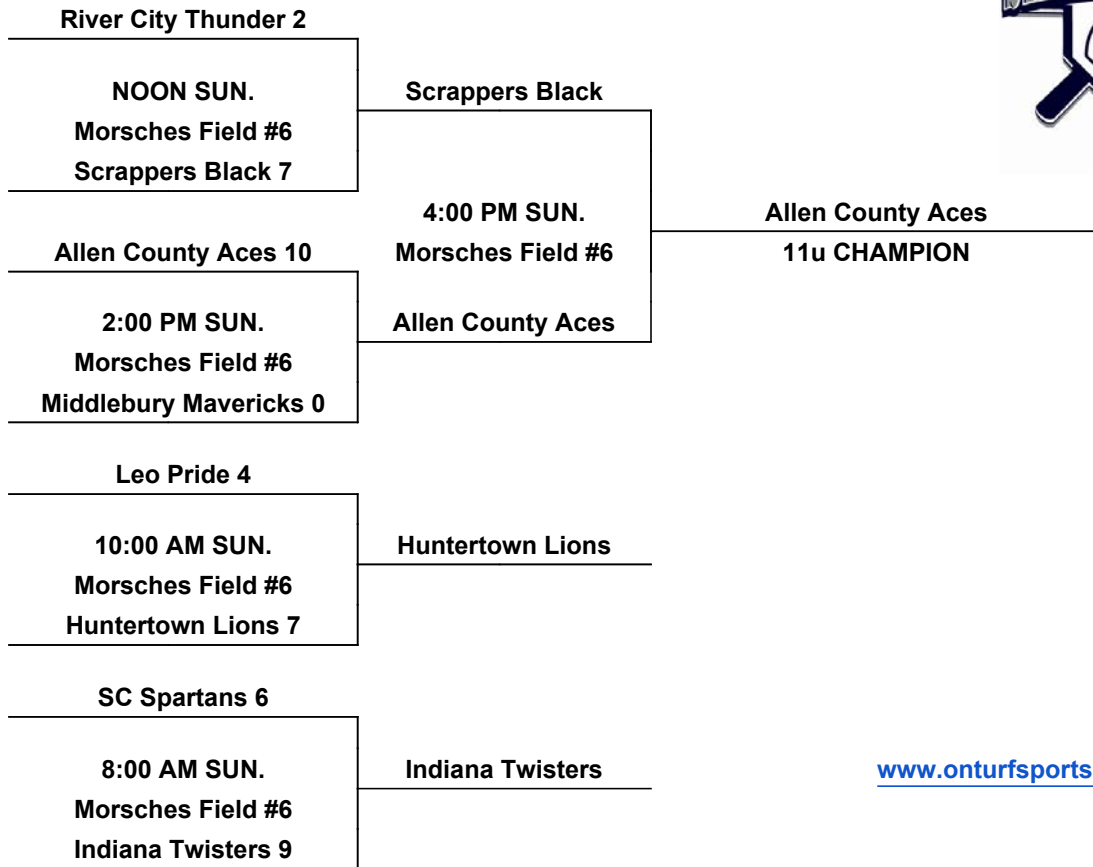 River City Thunder 2
NOON SUN.
Scrappers Black
Morsches Field #6
Scrappers Black 7
4:00 PM SUN.
Allen County Aces
Allen County Aces 10
Morsches Field #6
11u CHAMPION
2:00 PM SUN.
Allen County Aces
Morsches Field #6
Middlebury Mavericks 0
Leo Pride 4
10:00 AM SUN.
Huntertown Lions
Morsches Field #6
Huntertown Lions 7
SC Spartans 6
8:00 AM SUN.
Indiana Twisters
www.onturfsports
Morsches Field #6
Indiana Twisters 9